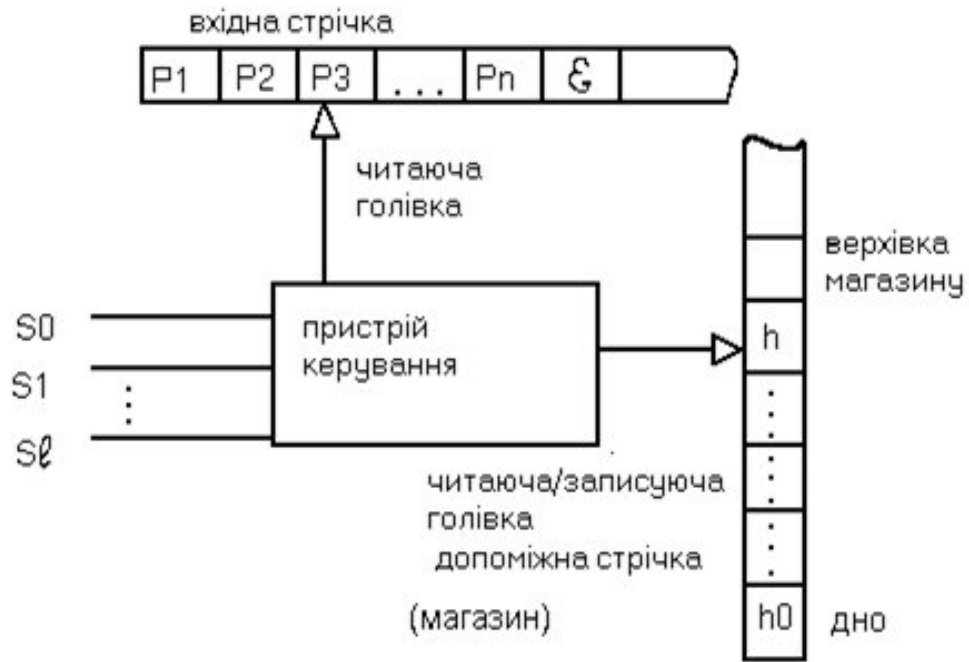 вхідна стрічка
P1 P2 P3 ... Pn &
читаюча
голівка
верхівка
магазину
S0
S1
Sℓ
пристрій
керування
h
читаюча/записуюча
голівка
допоміжна стрічка
(магазин)
h0
дно